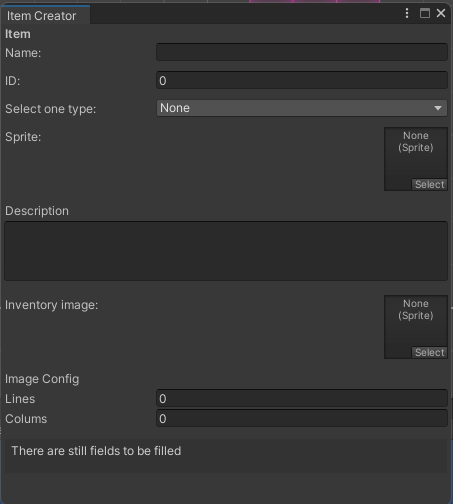 Item Creator
Item
Name:
ID: 0
Select one type: None
Sprite: None
(Sprite)
Select
Description
Inventory image: None
(Sprite)
Select
Image Config
Lines 0
Colums 0
There are still fields to be filled